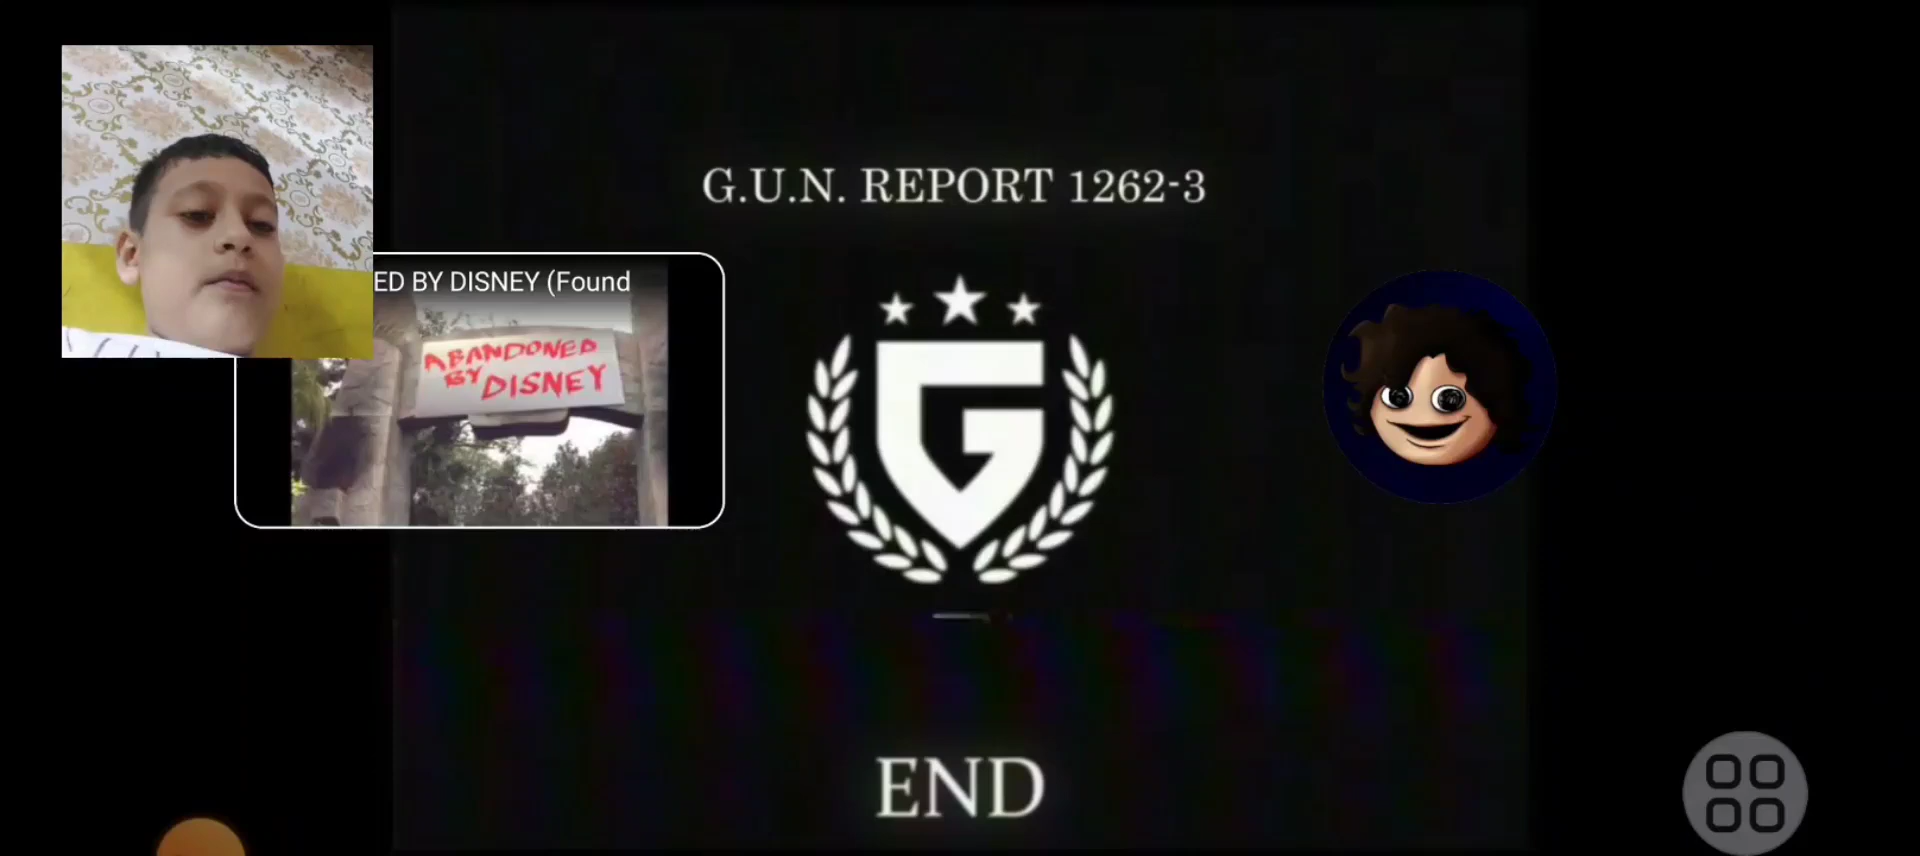 G.U.N. REPORT 1262-3
ED BY DISNEY (Found
ABANDONED
BY DISNEY
G
END